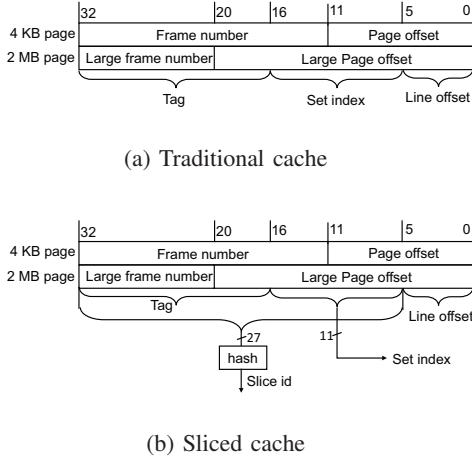 32 20 16 11 5 0
4 KB page Frame number Page offset
2 MB page Large frame number Large Page offset
Tag Set index Line offset
(a) Traditional cache
32 20 16 11 5 0
4 KB page Frame number Page offset
2 MB page Large frame number Large Page offset
Tag Line offset
27 11
hash Set index
Slice id
(b) Sliced cache